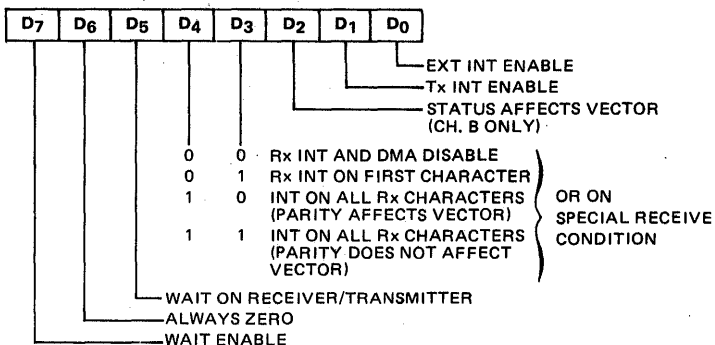 D7 D6 D5 D4 D3 D2 D1 D0
EXT INT ENABLE
Tx INT ENABLE
STATUS AFFECTS VECTOR
(CH. B ONLY)
0 0 Rx INT AND DMA DISABLE
0 1 Rx INT ON FIRST CHARACTER
1 0 INT ON ALL Rx CHARACTERS
(PARITY AFFECTS VECTOR)
1 1 INT ON ALL Rx CHARACTERS
(PARITY DOES NOT AFFECT
VECTOR)
OR ON
SPECIAL RECEIVE
CONDITION
WAIT ON RECEIVER/TRANSMITTER
ALWAYS ZERO
WAIT ENABLE